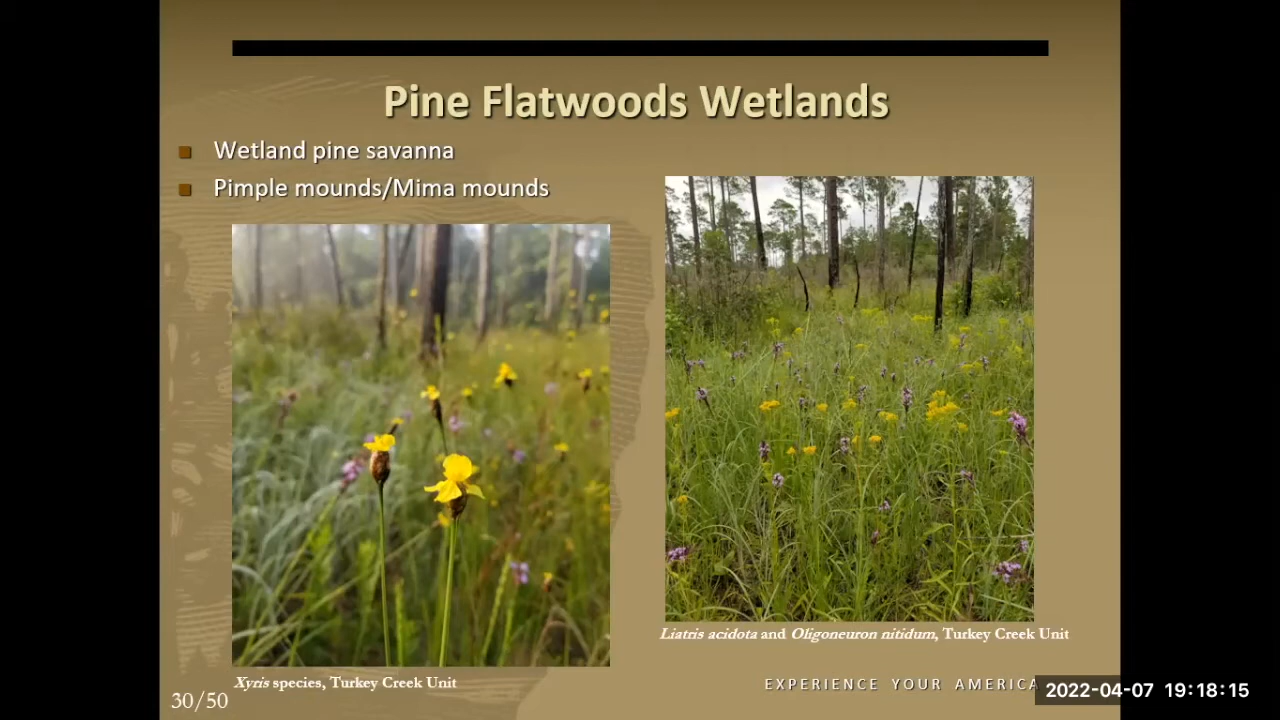 Pine Flatwoods Wetlands
Wetland pine savanna
Pimple mounds/Mima mounds
Liatris acidota and Oligoneuron nitidum, Turkey Creek Unit
Xyris species, Turkey Creek Unit
EXPERIENCE YOUR AMERICA
2022-04-07 19:18:15
30/50